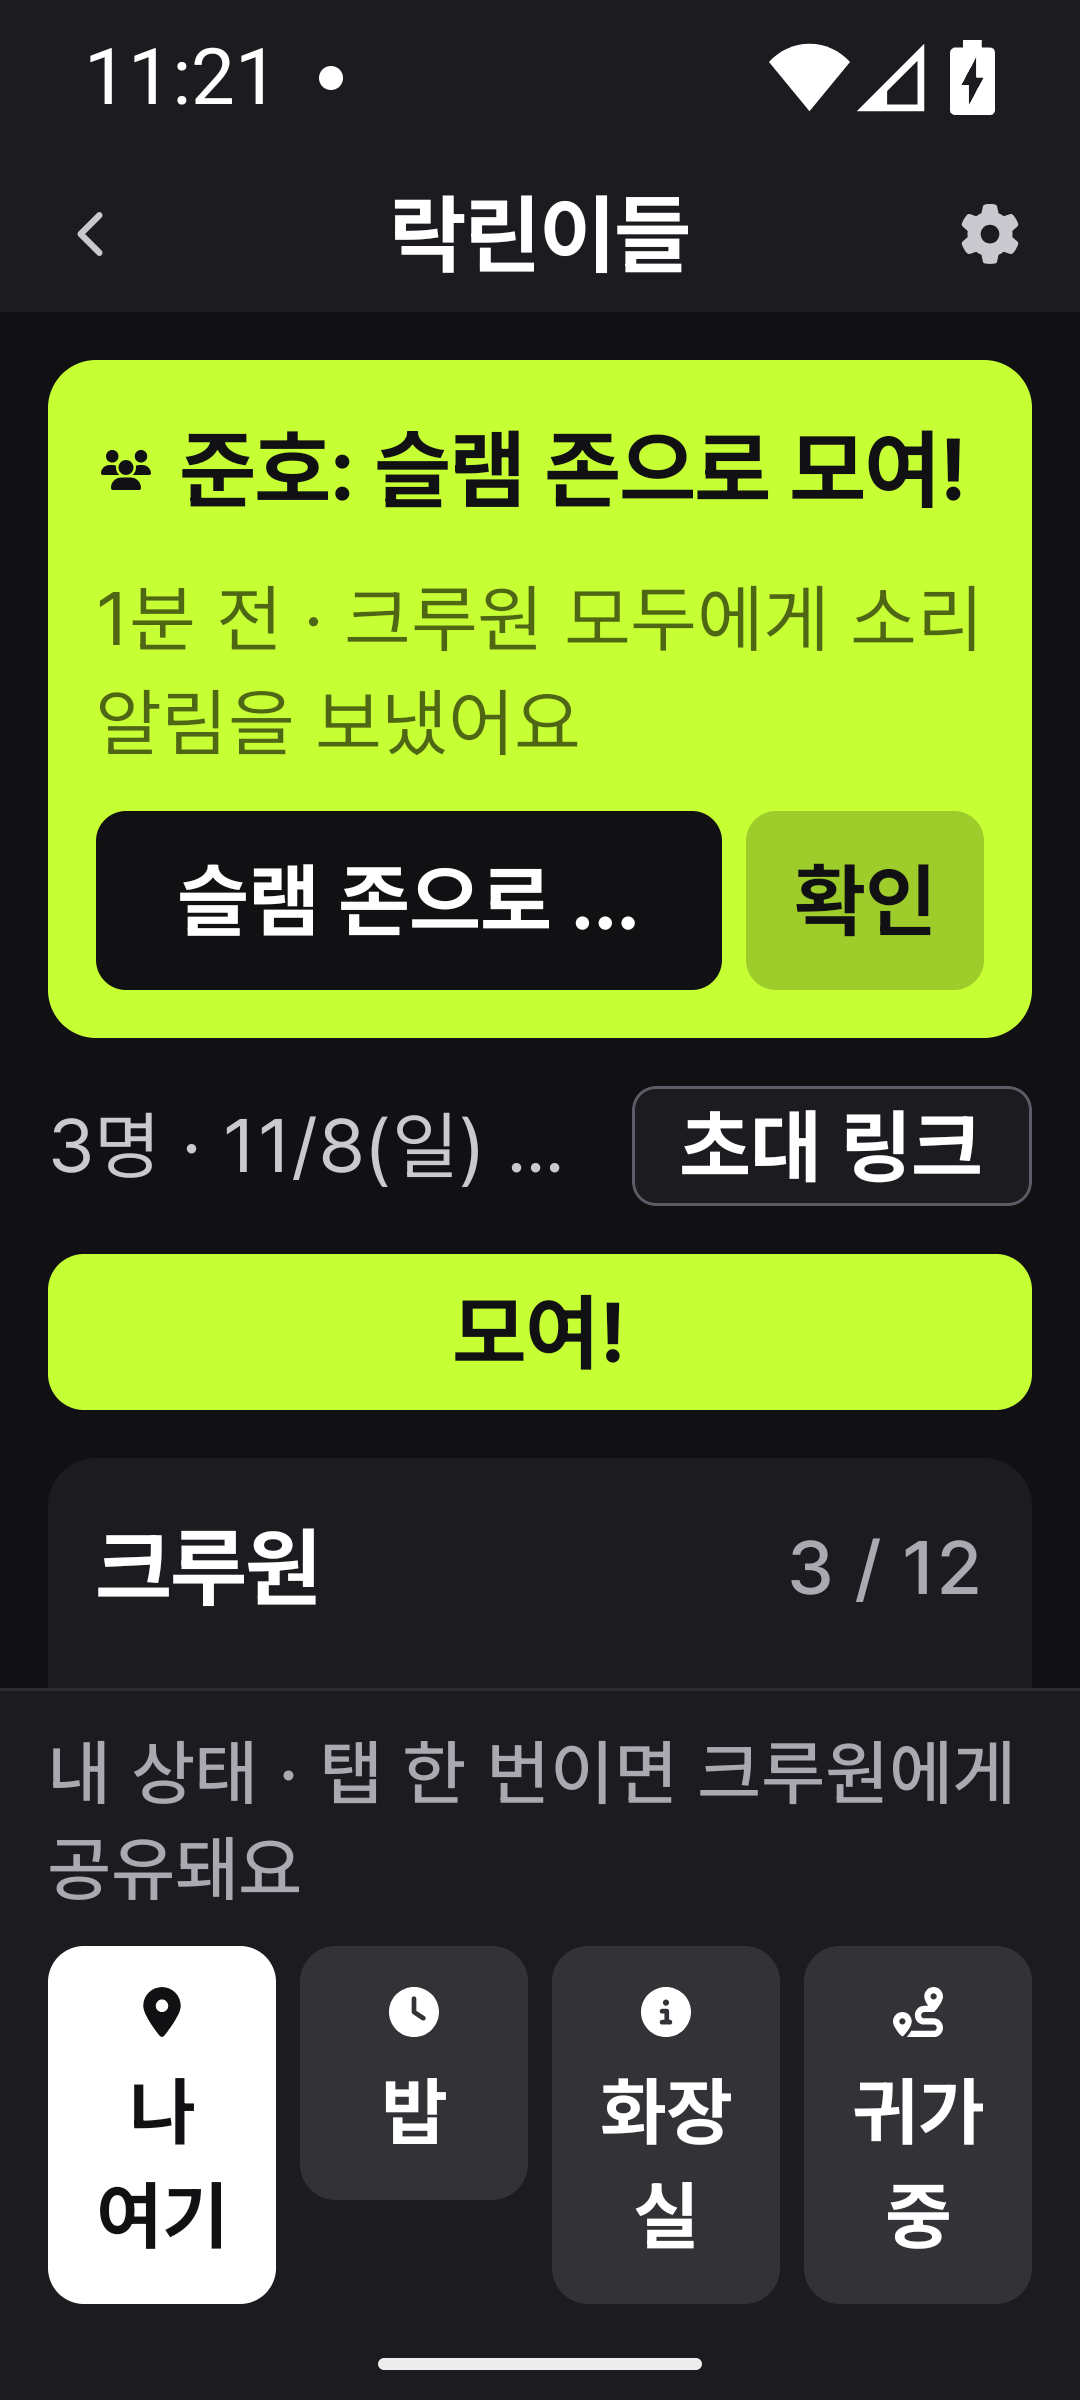 11:21
락린이들
준호: 슬램 존으로 모여!
1분 전 · 크루원 모두에게 소리
알림을 보냈어요
슬램 존으로 ...
확인
3명 · 11/8(일) ...
초대 링크
모여!
크루원
3 / 12
내 상태 · 탭 한 번이면 크루원에게
공유돼요
나
여기
밥
화장
실
귀가
중